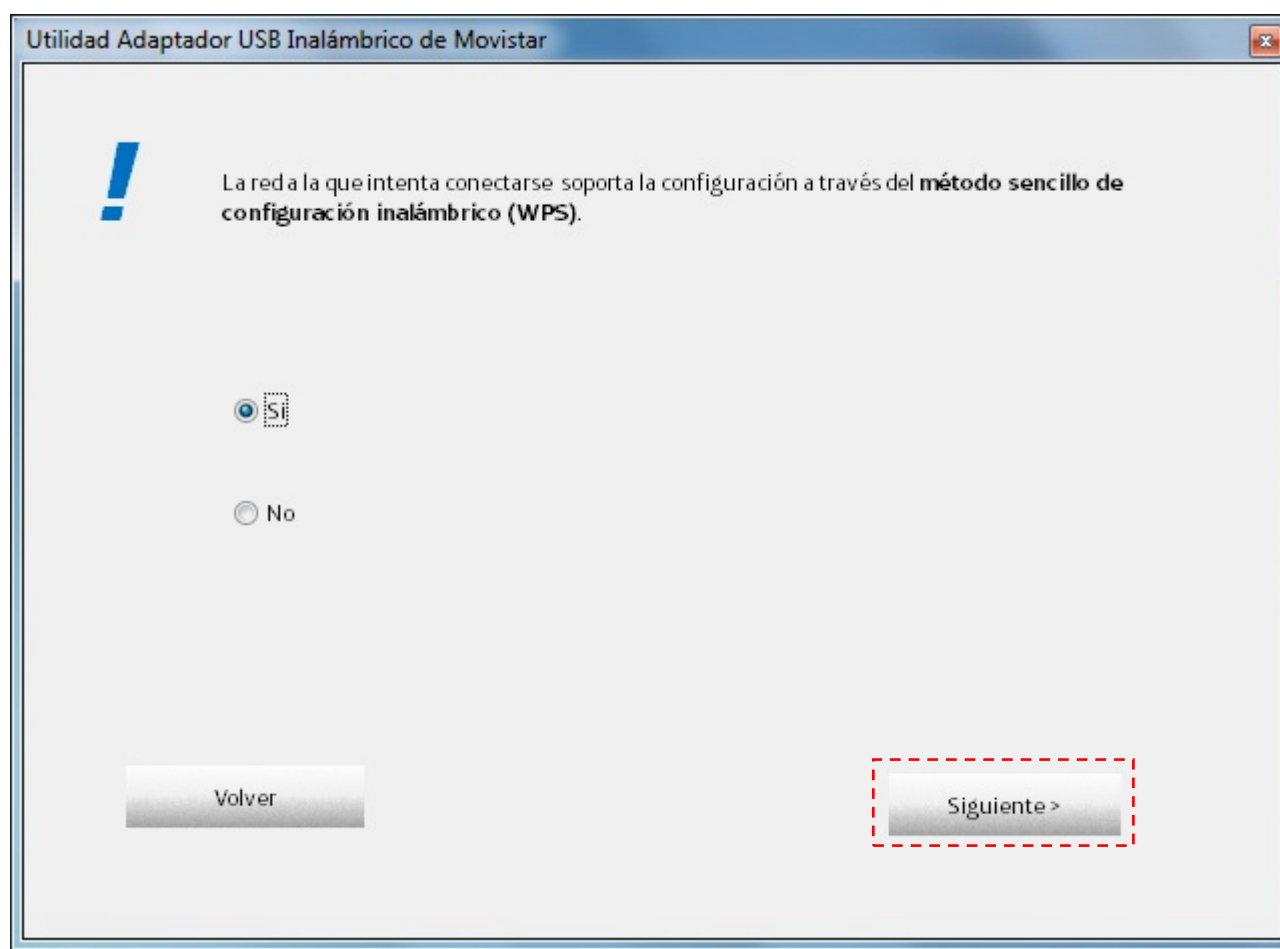 Utilidad Adaptador USB Inalámbrico de Movistar
La red a la que intenta conectarse soporta la configuración a través del método sencillo de
configuración inalámbrico (WPS).
Si
No
Volver
Siguiente >